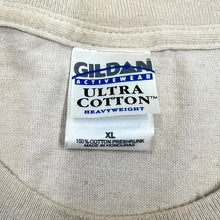 GILDAN
ACTIVEWEAR
ULTRA
COTTON™
HEAVYWEIGHT
XL
100% COTTON PRESHRUNK
MADE IN HONDURAS